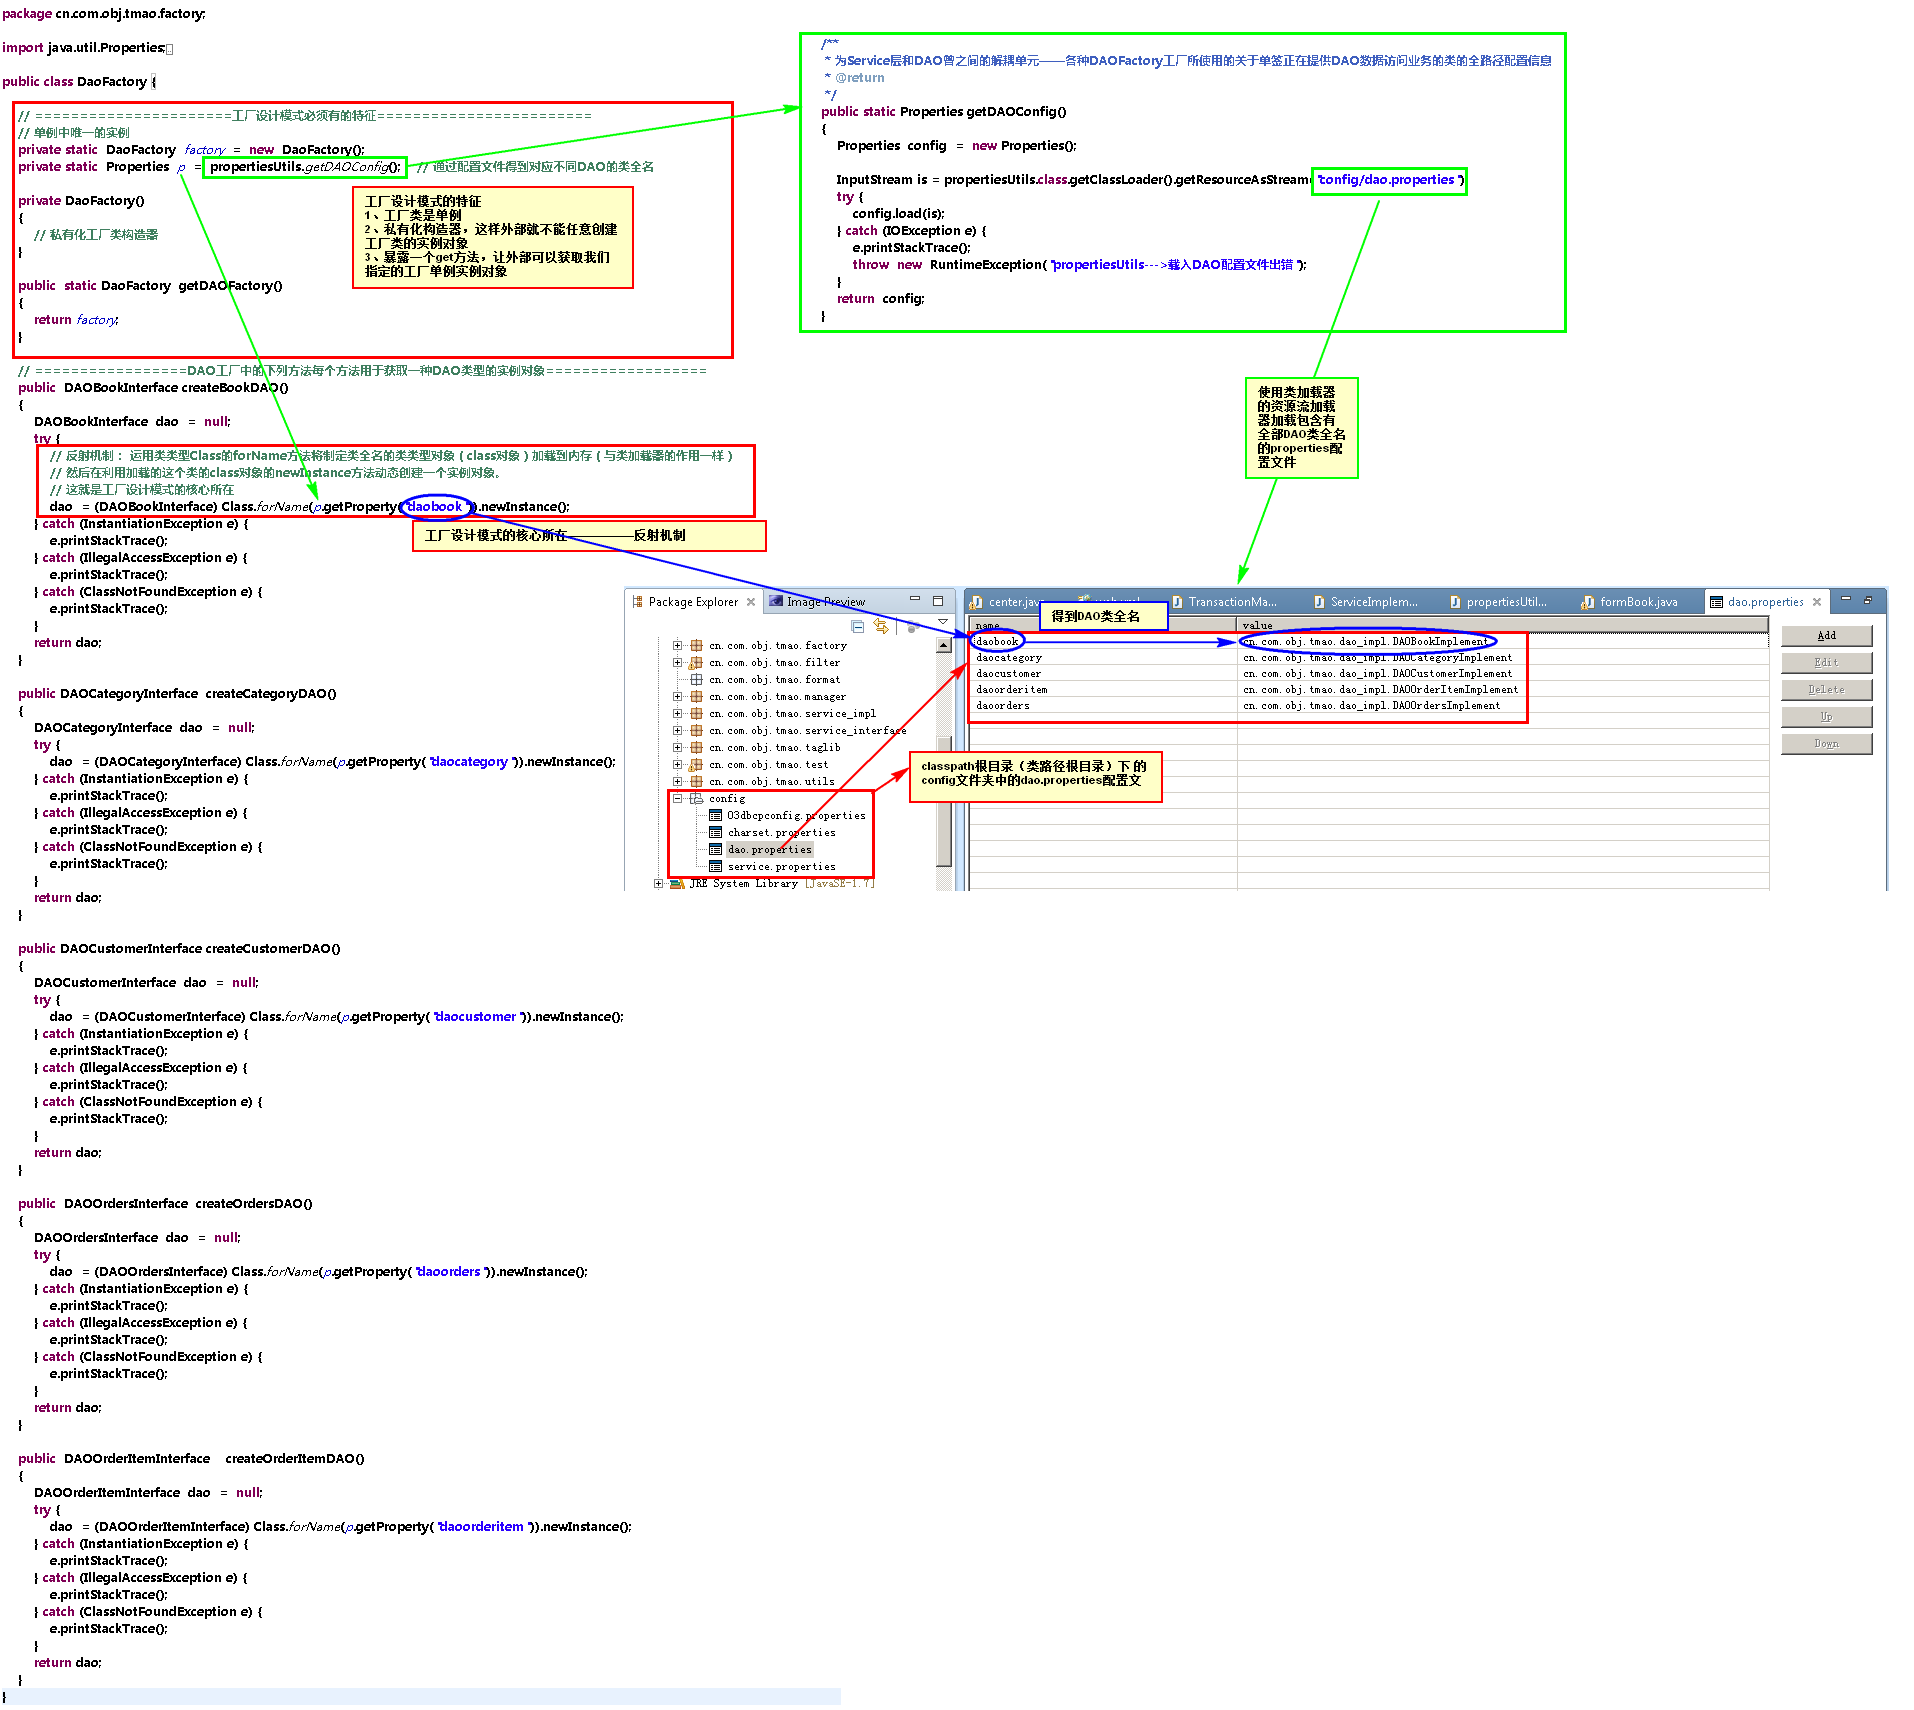 package cn.com.obj.tmao.factory;
import java.util.Properties;
public class DaoFactory {
// ======================工厂设计模式必须有的特征========================
// 单例中唯一的实例
private static DaoFactory factory = new DaoFactory();
private static Properties p = propertiesUtils.getDAOConfig(); // 通过配置文件得到对应不同DAO的类全名
private DaoFactory()
{
// 私有化工厂类构造器
}
public static DaoFactory getDAOFactory()
{
return factory;
}
工厂设计模式的特征
1、工厂类是单例
2、私有化构造器，这样外部就不能任意创建
工厂类的实例对象
3、暴露一个get方法，让外部可以获取我们
指定的工厂单例实例对象
/**
* 为Service层和DAO曾之间的解耦单元——各种DAOFactory工厂所使用的关于单签正在提供DAO数据访问业务的类的全路径配置信息
* @return
*/
public static Properties getDAOConfig()
{
Properties config = new Properties();
InputStream is = propertiesUtils.class.getClassLoader().getResourceAsStream( "config/dao.properties ")
try {
config.load(is);
} catch (IOException e) {
e.printStackTrace();
throw new RuntimeException( "propertiesUtils--->载入DAO配置文件出错 ");
}
return config;
}
// =================DAO工厂中的下列方法每个方法用于获取一种DAO类型的实例对象==================
public DAOBookInterface createBookDAO()
{
DAOBookInterface dao = null;
try {
// 反射机制： 运用类类型Class的forName方法将制定类全名的类类型对象（class对象）加载到内存（与类加载器的作用一样）
// 然后在利用加载的这个类的class对象的newInstance方法动态创建一个实例对象。
// 这就是工厂设计模式的核心所在
dao = (DAOBookInterface) Class.forName(p.getProperty( "daobook ")).newInstance();
} catch (InstantiationException e) {
e.printStackTrace();
} catch (IllegalAccessException e) {
e.printStackTrace();
} catch (ClassNotFoundException e) {
e.printStackTrace();
}
return dao;
}
工厂设计模式的核心所在——————反射机制
使用类加载器
的资源流加载
器加载包含有
全部DAO类全名
的properties配
置文件
public DAOCategoryInterface createCategoryDAO()
{
DAOCategoryInterface dao = null;
try {
dao = (DAOCategoryInterface) Class.forName(p.getProperty( "daocategory ")).newInstance();
} catch (InstantiationException e) {
e.printStackTrace();
} catch (IllegalAccessException e) {
e.printStackTrace();
} catch (ClassNotFoundException e) {
e.printStackTrace();
}
return dao;
}
Package Explorer
Image Preview
cn.com.obj.tmao.factory
cn.com.obj.tmao.filter
cn.com.obj.tmao.format
cn.com.obj.tmao.manager
cn.com.obj.tmao.service_impl
cn.com.obj.tmao.service_interface
cn.com.obj.tmao.taglib
cn.com.obj.tmao.test
cn.com.obj.tmao.utils
config
03dbcpconfig.properties
charset.properties
dao.properties
service.properties
JRE System Library [JavaSE-1.7]
center.java
TransactionMa...
ServiceImplem...
propertiesUtil...
formBook.java
dao.properties
得到DAO类全名
name value
daobook cn.com.obj.tmao.dao_impl.DAOBookImplement
daocategory cn.com.obj.tmao.dao_impl.DAOCategoryImplement
daocustomer cn.com.obj.tmao.dao_impl.DAOCustomerImplement
daoorderitem cn.com.obj.tmao.dao_impl.DAOOrderItemImplement
daoorders cn.com.obj.tmao.dao_impl.DAOOrdersImplement
Add
Edit
Delete
Up
Down
classpath根目录（类路径根目录）下 的
config文件夹中的dao.properties配置文
public DAOCustomerInterface createCustomerDAO()
{
DAOCustomerInterface dao = null;
try {
dao = (DAOCustomerInterface) Class.forName(p.getProperty( "daocustomer ")).newInstance();
} catch (InstantiationException e) {
e.printStackTrace();
} catch (IllegalAccessException e) {
e.printStackTrace();
} catch (ClassNotFoundException e) {
e.printStackTrace();
}
return dao;
}
public DAOOrdersInterface createOrdersDAO()
{
DAOOrdersInterface dao = null;
try {
dao = (DAOOrdersInterface) Class.forName(p.getProperty( "daoorders ")).newInstance();
} catch (InstantiationException e) {
e.printStackTrace();
} catch (IllegalAccessException e) {
e.printStackTrace();
} catch (ClassNotFoundException e) {
e.printStackTrace();
}
return dao;
}
public DAOOrderItemInterface createOrderItemDAO()
{
DAOOrderItemInterface dao = null;
try {
dao = (DAOOrderItemInterface) Class.forName(p.getProperty( "daoorderitem ")).newInstance();
} catch (InstantiationException e) {
e.printStackTrace();
} catch (IllegalAccessException e) {
e.printStackTrace();
} catch (ClassNotFoundException e) {
e.printStackTrace();
}
return dao;
}
}